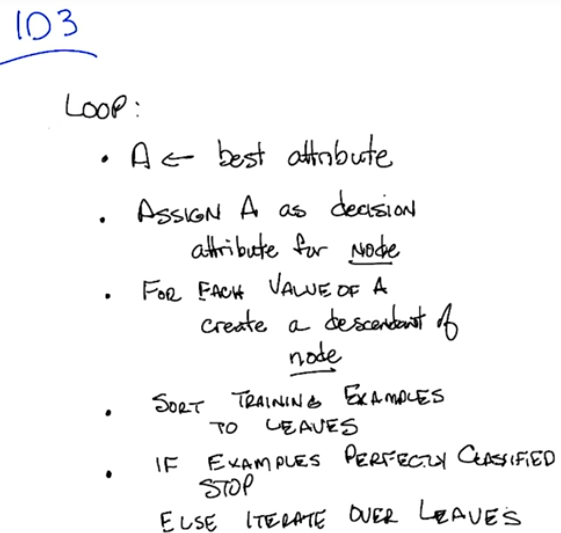 ID3
LOOP:
• A ← best attribute
• ASSIGN A as decision
attribute for NODE
• FOR EACH VALUE OF A
create a descendant of
node
• SORT TRAINING EXAMPLES
TO LEAVES
• IF EXAMPLES PERFECTLY CLASSIFIED
STOP
ELSE ITERATE OVER LEAVES